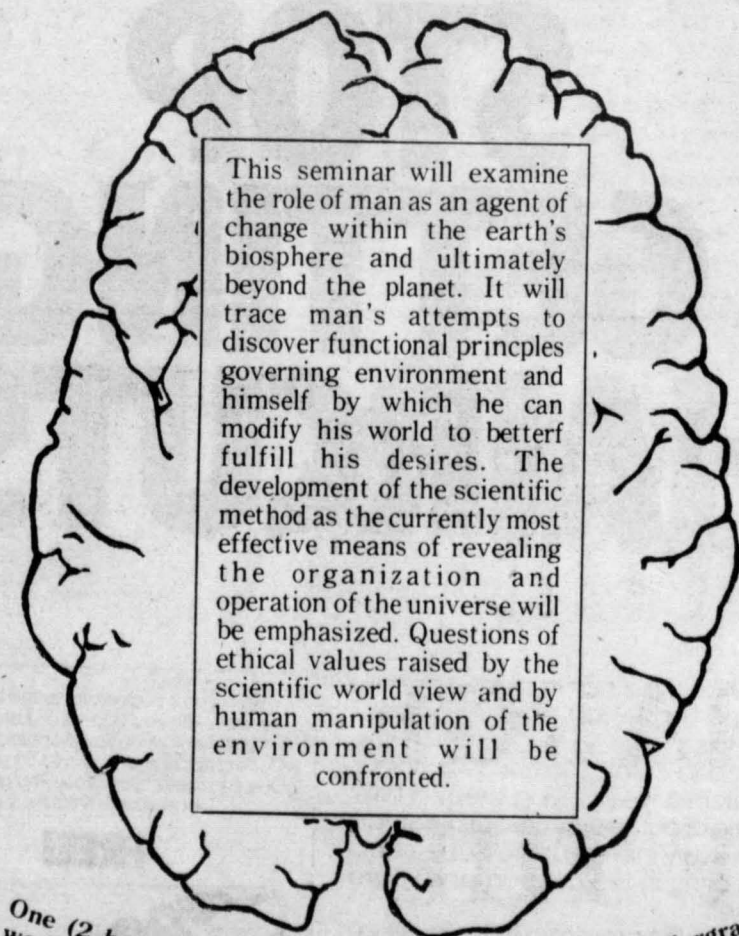 This seminar will examine
the role of man as an agent of
change within the earth's
biosphere and ultimately
beyond the planet. It will
trace man's attempts to
discover functional princples
governing environment and
himself by which he can
modify his world to betterf
fulfill his desires. The
development of the scientific
method as the currently most
effective means of revealing
the organization and
operation of the universe will
be emphasized. Questions of
ethical values raised by the
scientific world view and by
human manipulation of the
environment will be
confronted.
One (2